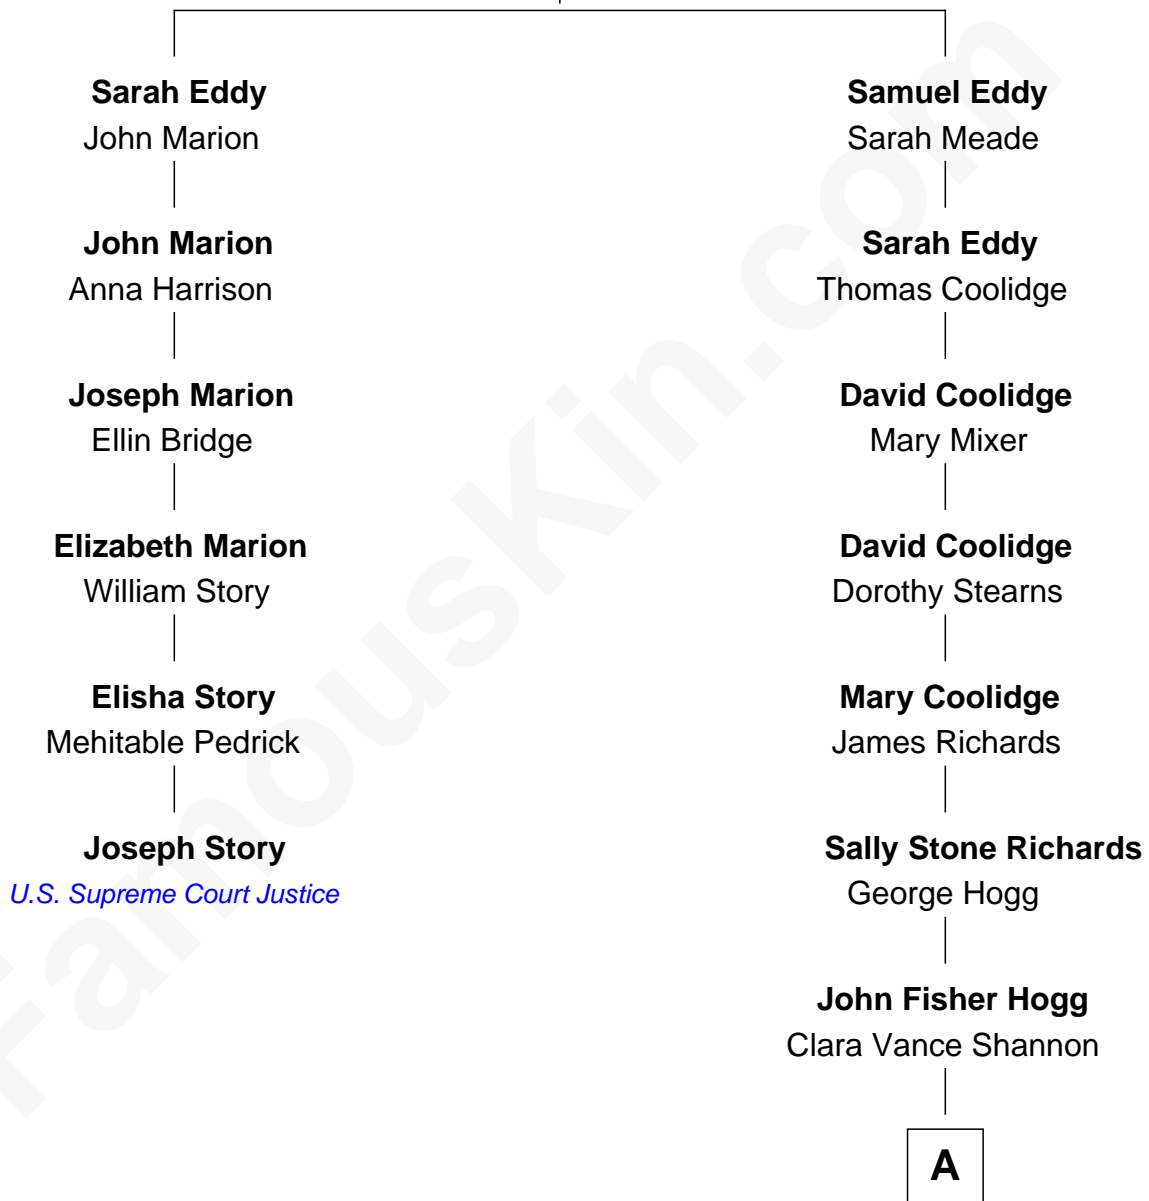 Sarah Eddy
John Marion
John Marion
Anna Harrison
Joseph Marion
Ellin Bridge
Elizabeth Marion
William Story
Elisha Story
Mehitable Pedrick
Joseph Story
U.S. Supreme Court Justice
Samuel Eddy
Sarah Meade
Sarah Eddy
Thomas Coolidge
David Coolidge
Mary Mixer
David Coolidge
Dorothy Stearns
Mary Coolidge
James Richards
Sally Stone Richards
George Hogg
John Fisher Hogg
Clara Vance Shannon
A
FamousKin.com